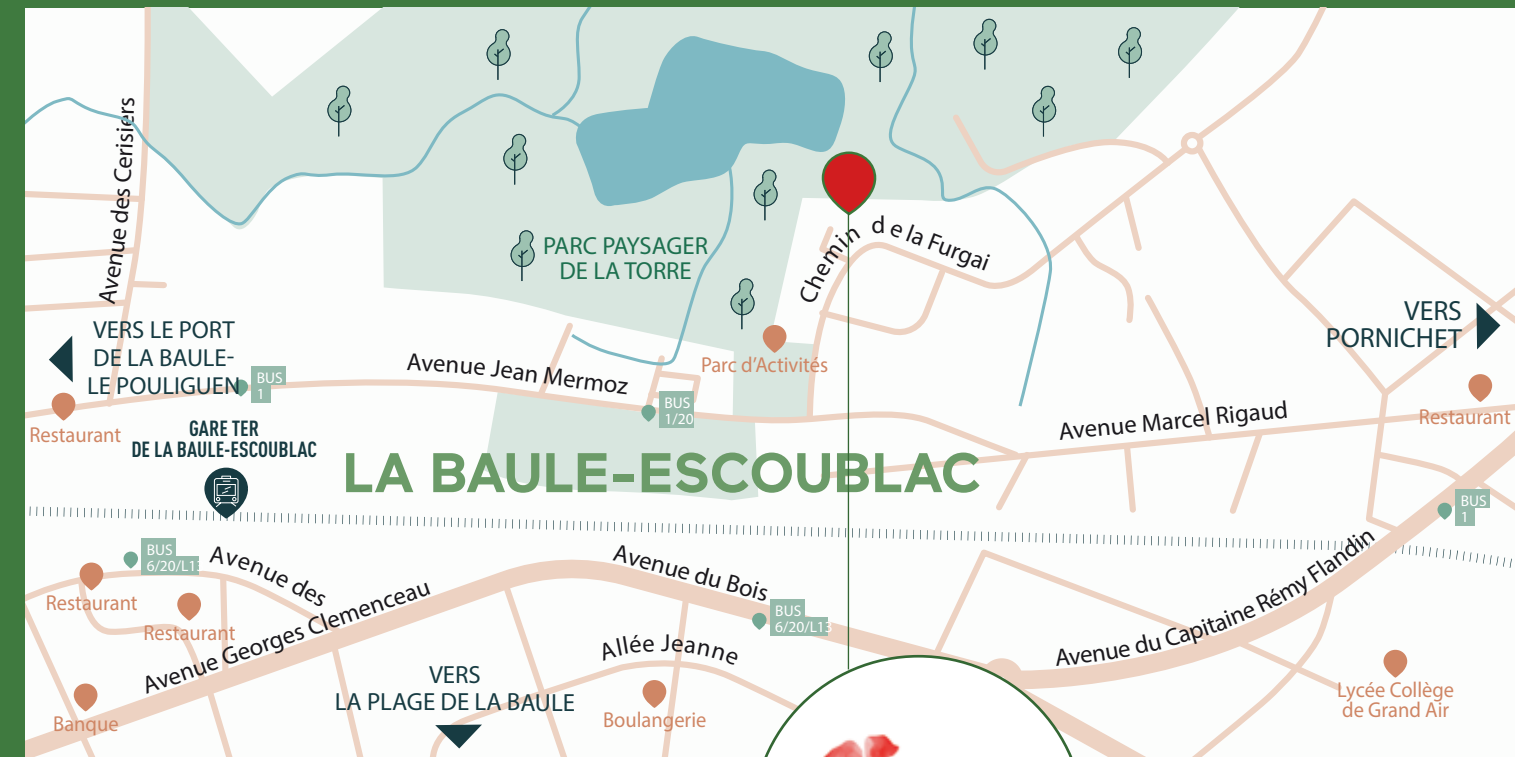 Avenue des Cerisiers
PARC PAYSAGER
DE LA TORRE
Chemin de la Furgai
VERS LE PORT
DE LA BAULE-
LE POULIGUEN
BUS
1
Avenue Jean Mermoz
Parc d'Activités
VERS
PORNICHET
BUS
1/20
Restaurant
GARE TER
DE LA BAULE-ESCOUBLAC
Avenue Marcel Rigaud
Restaurant
LA BAULE-ESCOUBLAC
BUS
1
BUS
6/20/L13
Avenue des
Avenue du Bois
Avenue du Capitaine Rémy Flandin
Restaurant
Restaurant
Avenue Georges Clemenceau
BUS
6/20/L13
Allée Jeanne
VERS
LA PLAGE DE LA BAULE
Banque
Boulangerie
Lycée Collège
de Grand Air